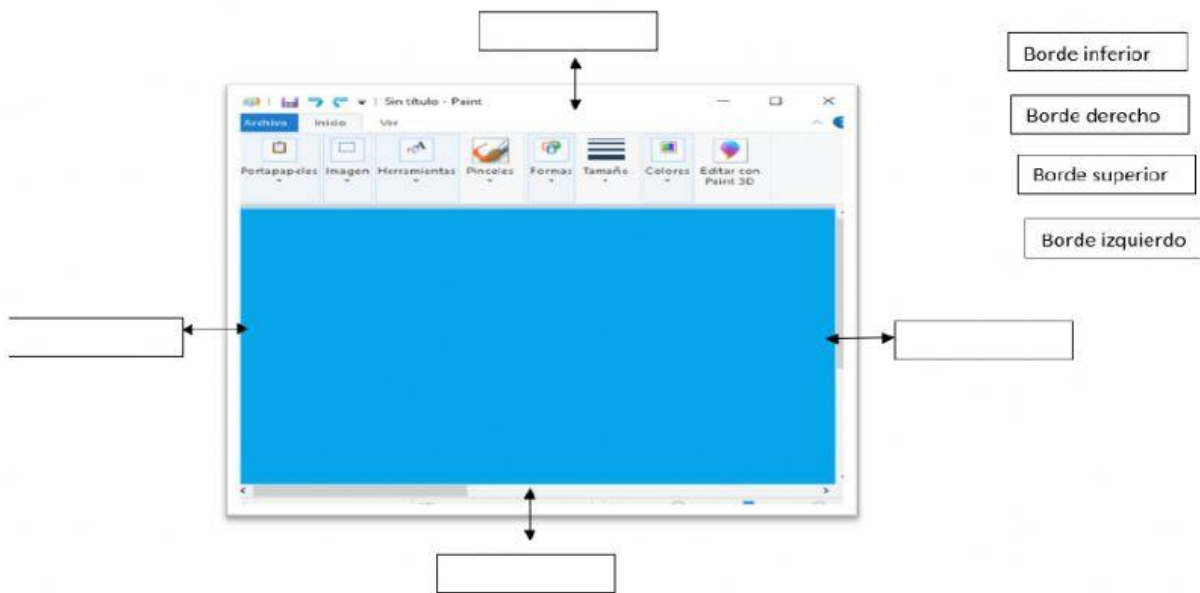 Borde inferior
Borde derecho
Borde superior
Borde izquierdo
Sin título - Paint
Archivo Inicio Ver
Portapapeles Imagen Herramientas Pinceles Formas Tamaño Colores Editar con
Paint 3D